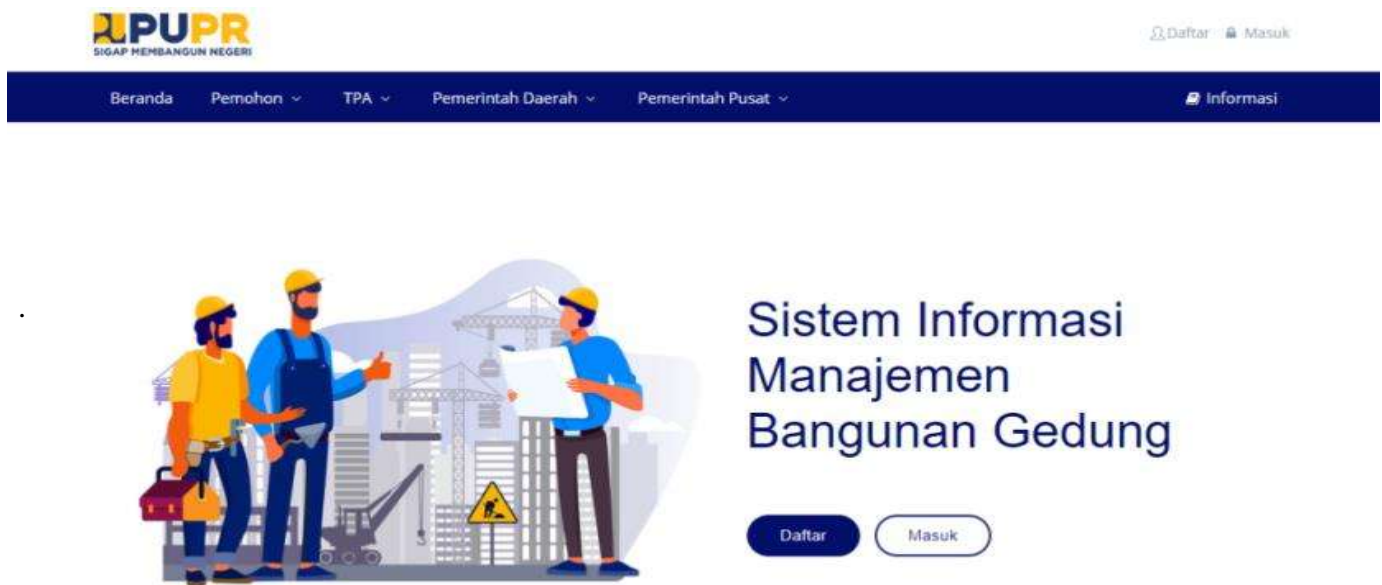 PUPR
SIGAP MEMBANGUN NEGERI
Daftar Masuk
Beranda Pemohon TPA Pemerintah Daerah Pemerintah Pusat Informasi
.
Sistem Informasi
Manajemen
Bangunan Gedung
Daftar Masuk